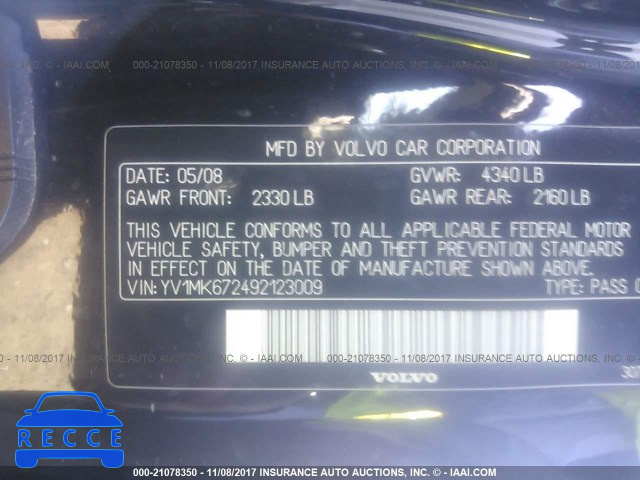 000-21078350 - 11/08/2017 INSURANCE AUTO AUCTIONS, INC. © - IAAI.COM
MFD BY VOLVO CAR CORPORATION
DATE: 05/08 GVWR: 4340 LB
GAWR FRONT: 2330 LB GAWR REAR: 2160 LB
THIS VEHICLE CONFORMS TO ALL APPLICABLE FEDERAL MOTOR
VEHICLE SAFETY, BUMPER AND THEFT PREVENTION STANDARDS
IN EFFECT ON THE DATE OF MANUFACTURE SHOWN ABOVE.
VIN: YV1MK672492123009 TYPE: PASS
000-21078350 - 11/08/2017 INSURANCE AUTO AUCTIONS, INC. © - IAAI.COM
VOLVO
RECCE
000-21078350 - 11/08/2017 INSURANCE AUTO AUCTIONS, INC. © - IAAI.COM